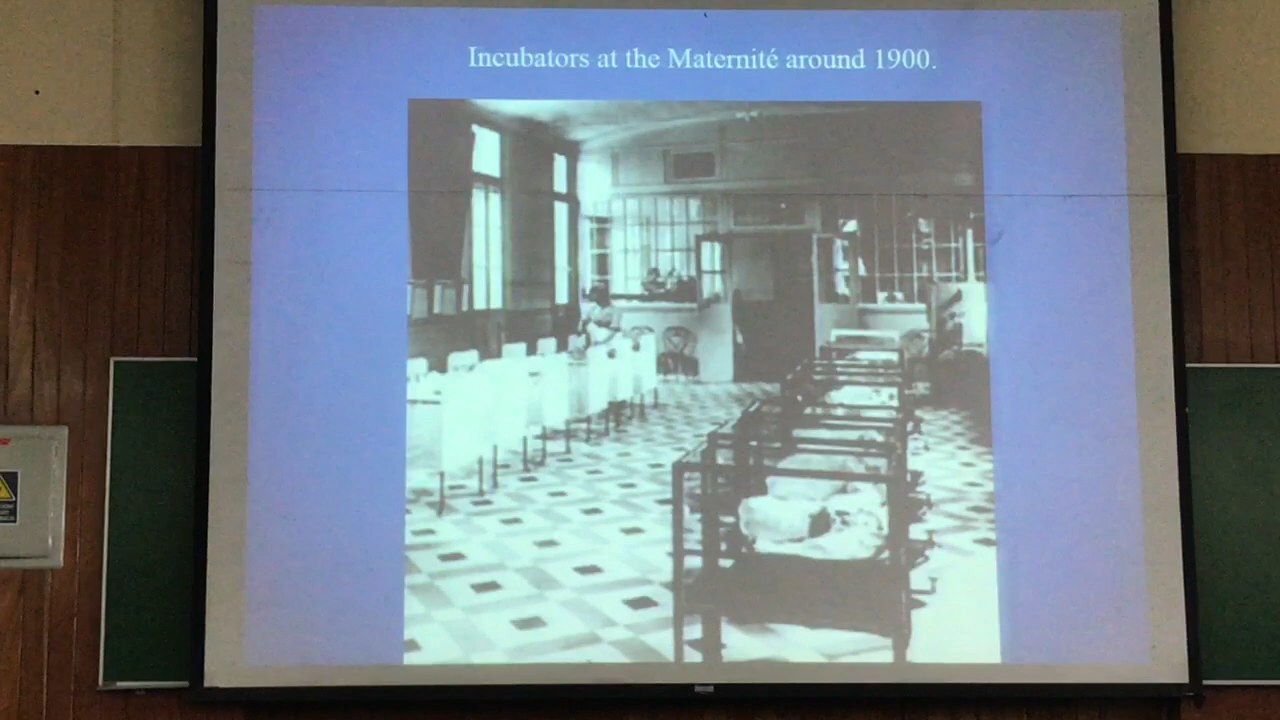 Incubators at the Maternité around 1900.